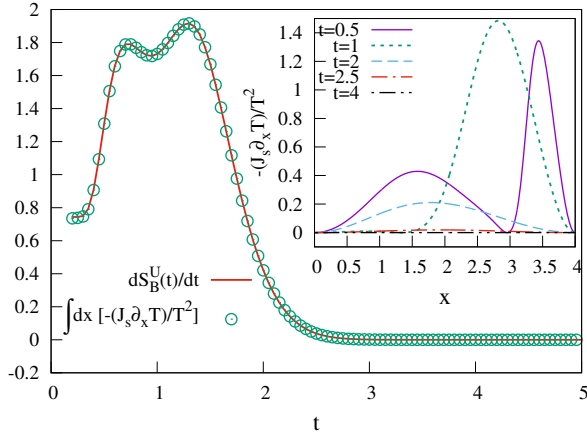 2
1.8
1.6
1.4
1.2
1
0.8
0.6
0.4
0.2
0
-0.2
0 1 2 3 4 5
t
dS_B^U(t)/dt
∫dx [-(J_s∂_xT)/T^2]
t=0.5
t=1
t=2
t=2.5
t=4
-(J_s∂_xT)/T^2
1.4
1.2
1
0.8
0.6
0.4
0.2
0
0 0.5 1 1.5 2 2.5 3 3.5 4
x